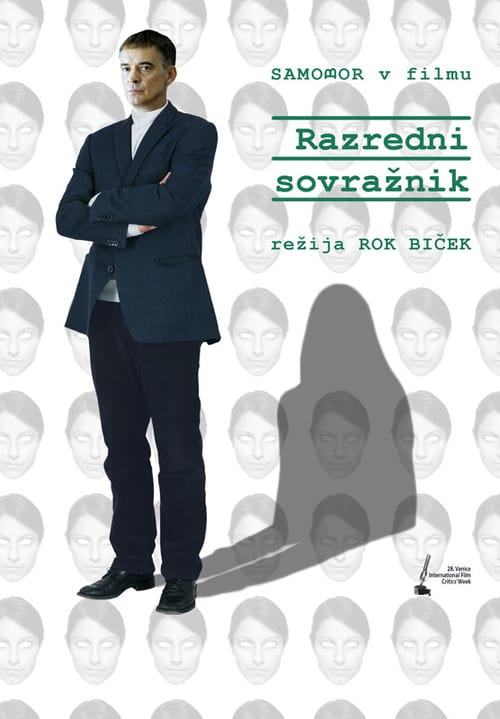 SAMOMOR v filmu
Razredni
sovražnik
režija ROK BIČEK
28. Venice
International Film
Critics'Week